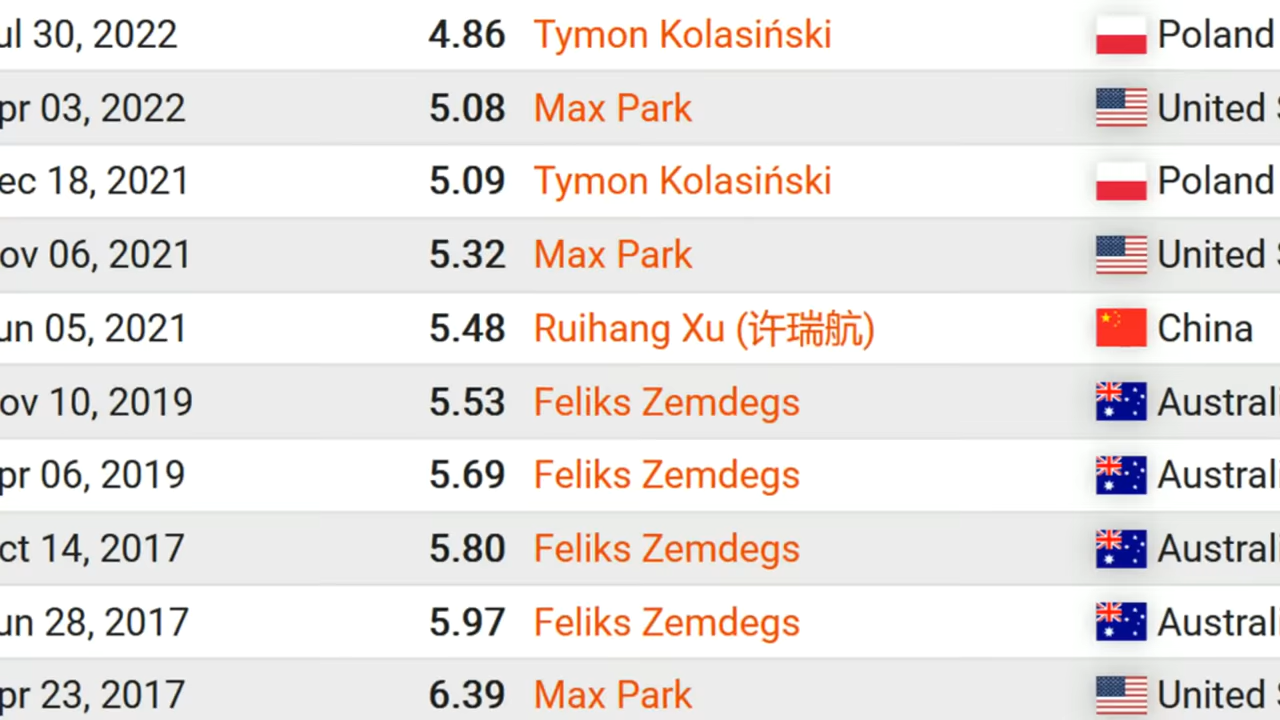 ul 30, 2022 4.86 Tymon Kolasiński Poland
pr 03, 2022 5.08 Max Park United S
ec 18, 2021 5.09 Tymon Kolasiński Poland
ov 06, 2021 5.32 Max Park United S
un 05, 2021 5.48 Ruihang Xu (许瑞航) China
ov 10, 2019 5.53 Feliks Zemdegs Australi
pr 06, 2019 5.69 Feliks Zemdegs Australi
ct 14, 2017 5.80 Feliks Zemdegs Australi
un 28, 2017 5.97 Feliks Zemdegs Australi
pr 23, 2017 6.39 Max Park United S